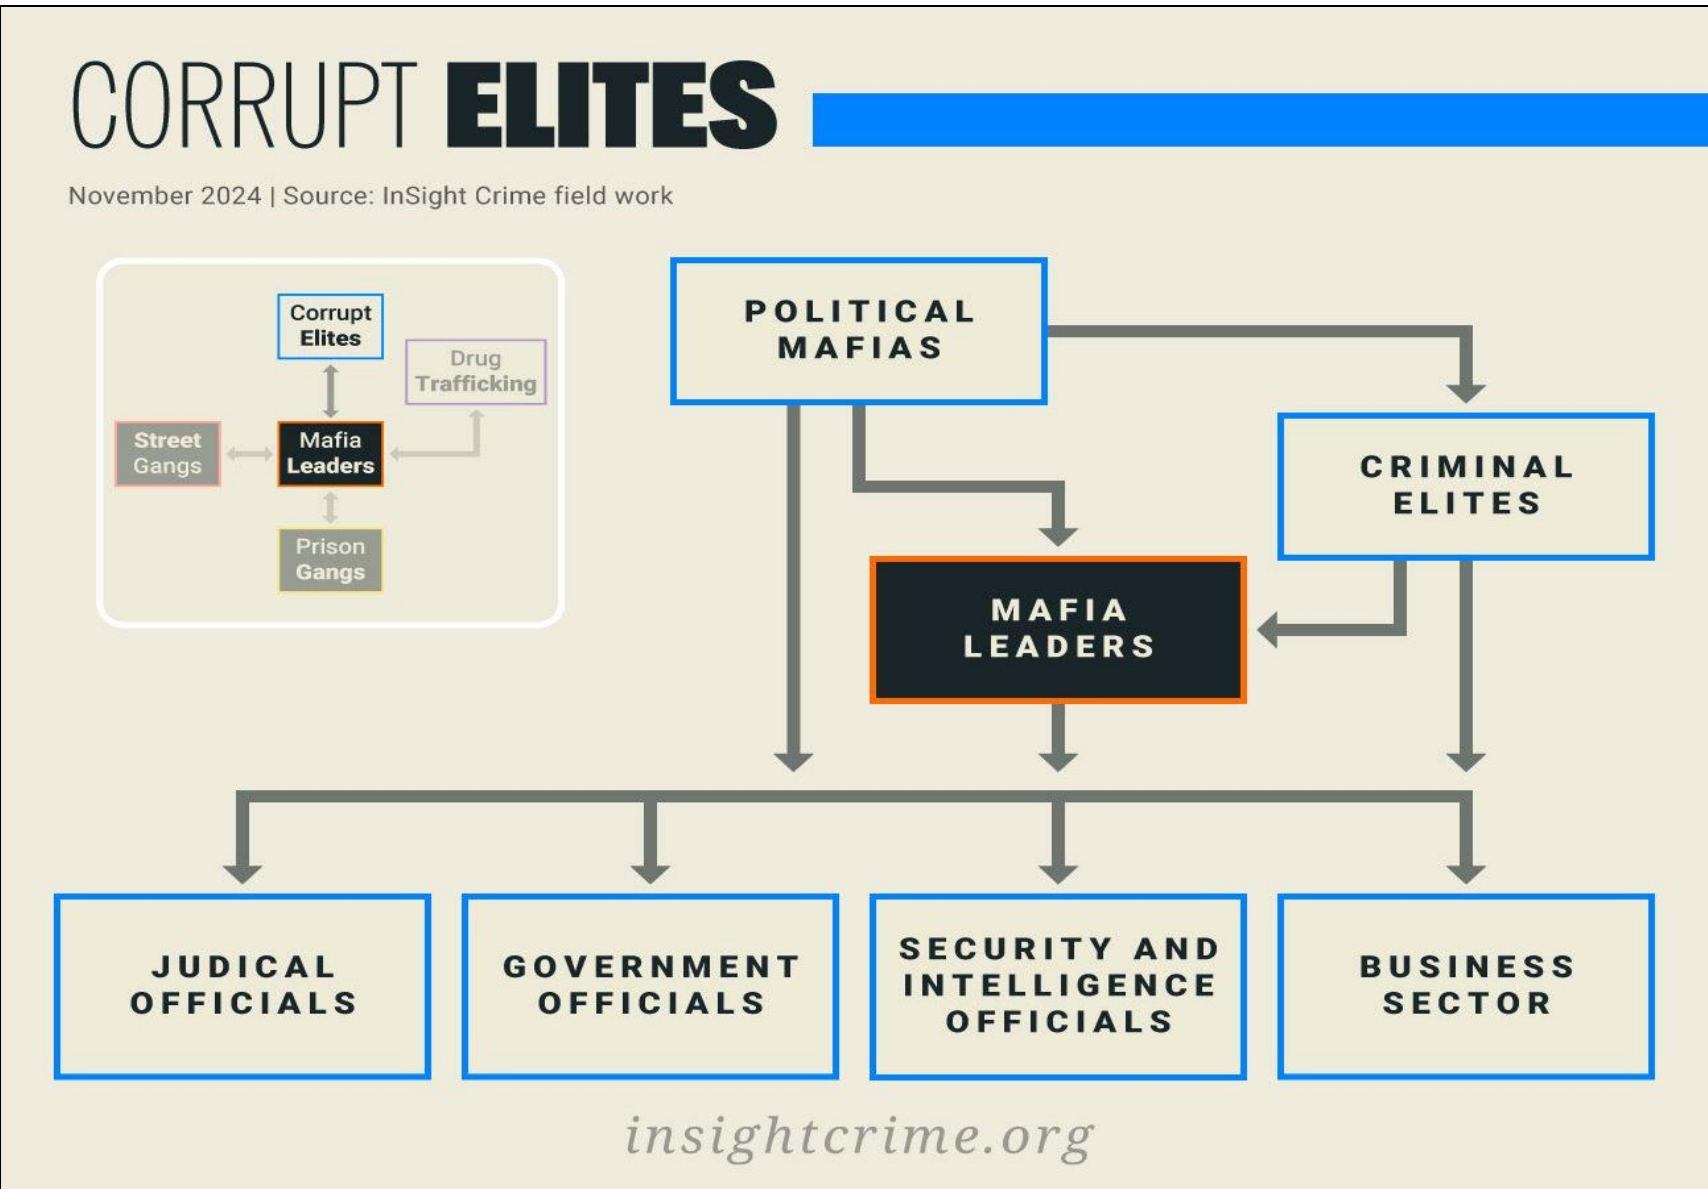 CORRUPT ELITES
November 2024 | Source: InSight Crime field work
Corrupt
Elites
Drug
Trafficking
Street
Gangs
Mafia
Leaders
Prison
Gangs
POLITICAL
MAFIAS
CRIMINAL
ELITES
MAFIA
LEADERS
JUDICAL
OFFICIALS
GOVERNMENT
OFFICIALS
SECURITY AND
INTELLIGENCE
OFFICIALS
BUSINESS
SECTOR
insightcrime.org